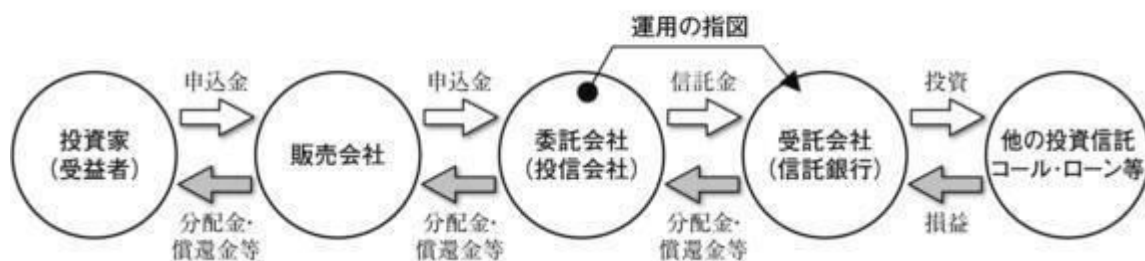 運用の指図
申込金
申込金
信託金
投資
投資家
(受益者)
販売会社
委託会社
(投信会社)
受託会社
(信託銀行)
他の投資信託
コール・ローン等
分配金・
償還金等
分配金・
償還金等
分配金・
償還金等
損益